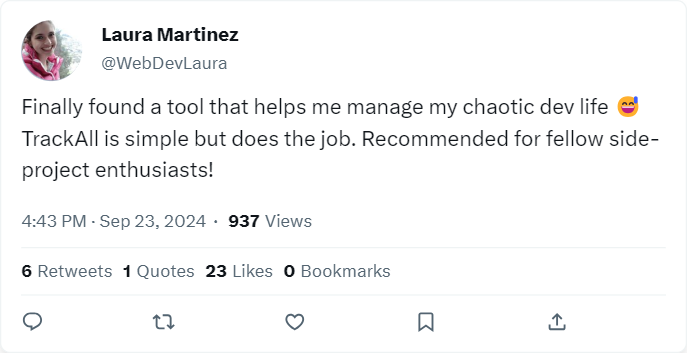 Laura Martinez
@WebDevLaura
Finally found a tool that helps me manage my chaotic dev life 😅
TrackAll is simple but does the job. Recommended for fellow side-
project enthusiasts!
4:43 PM · Sep 23, 2024 · 937 Views
6 Retweets 1 Quotes 23 Likes 0 Bookmarks